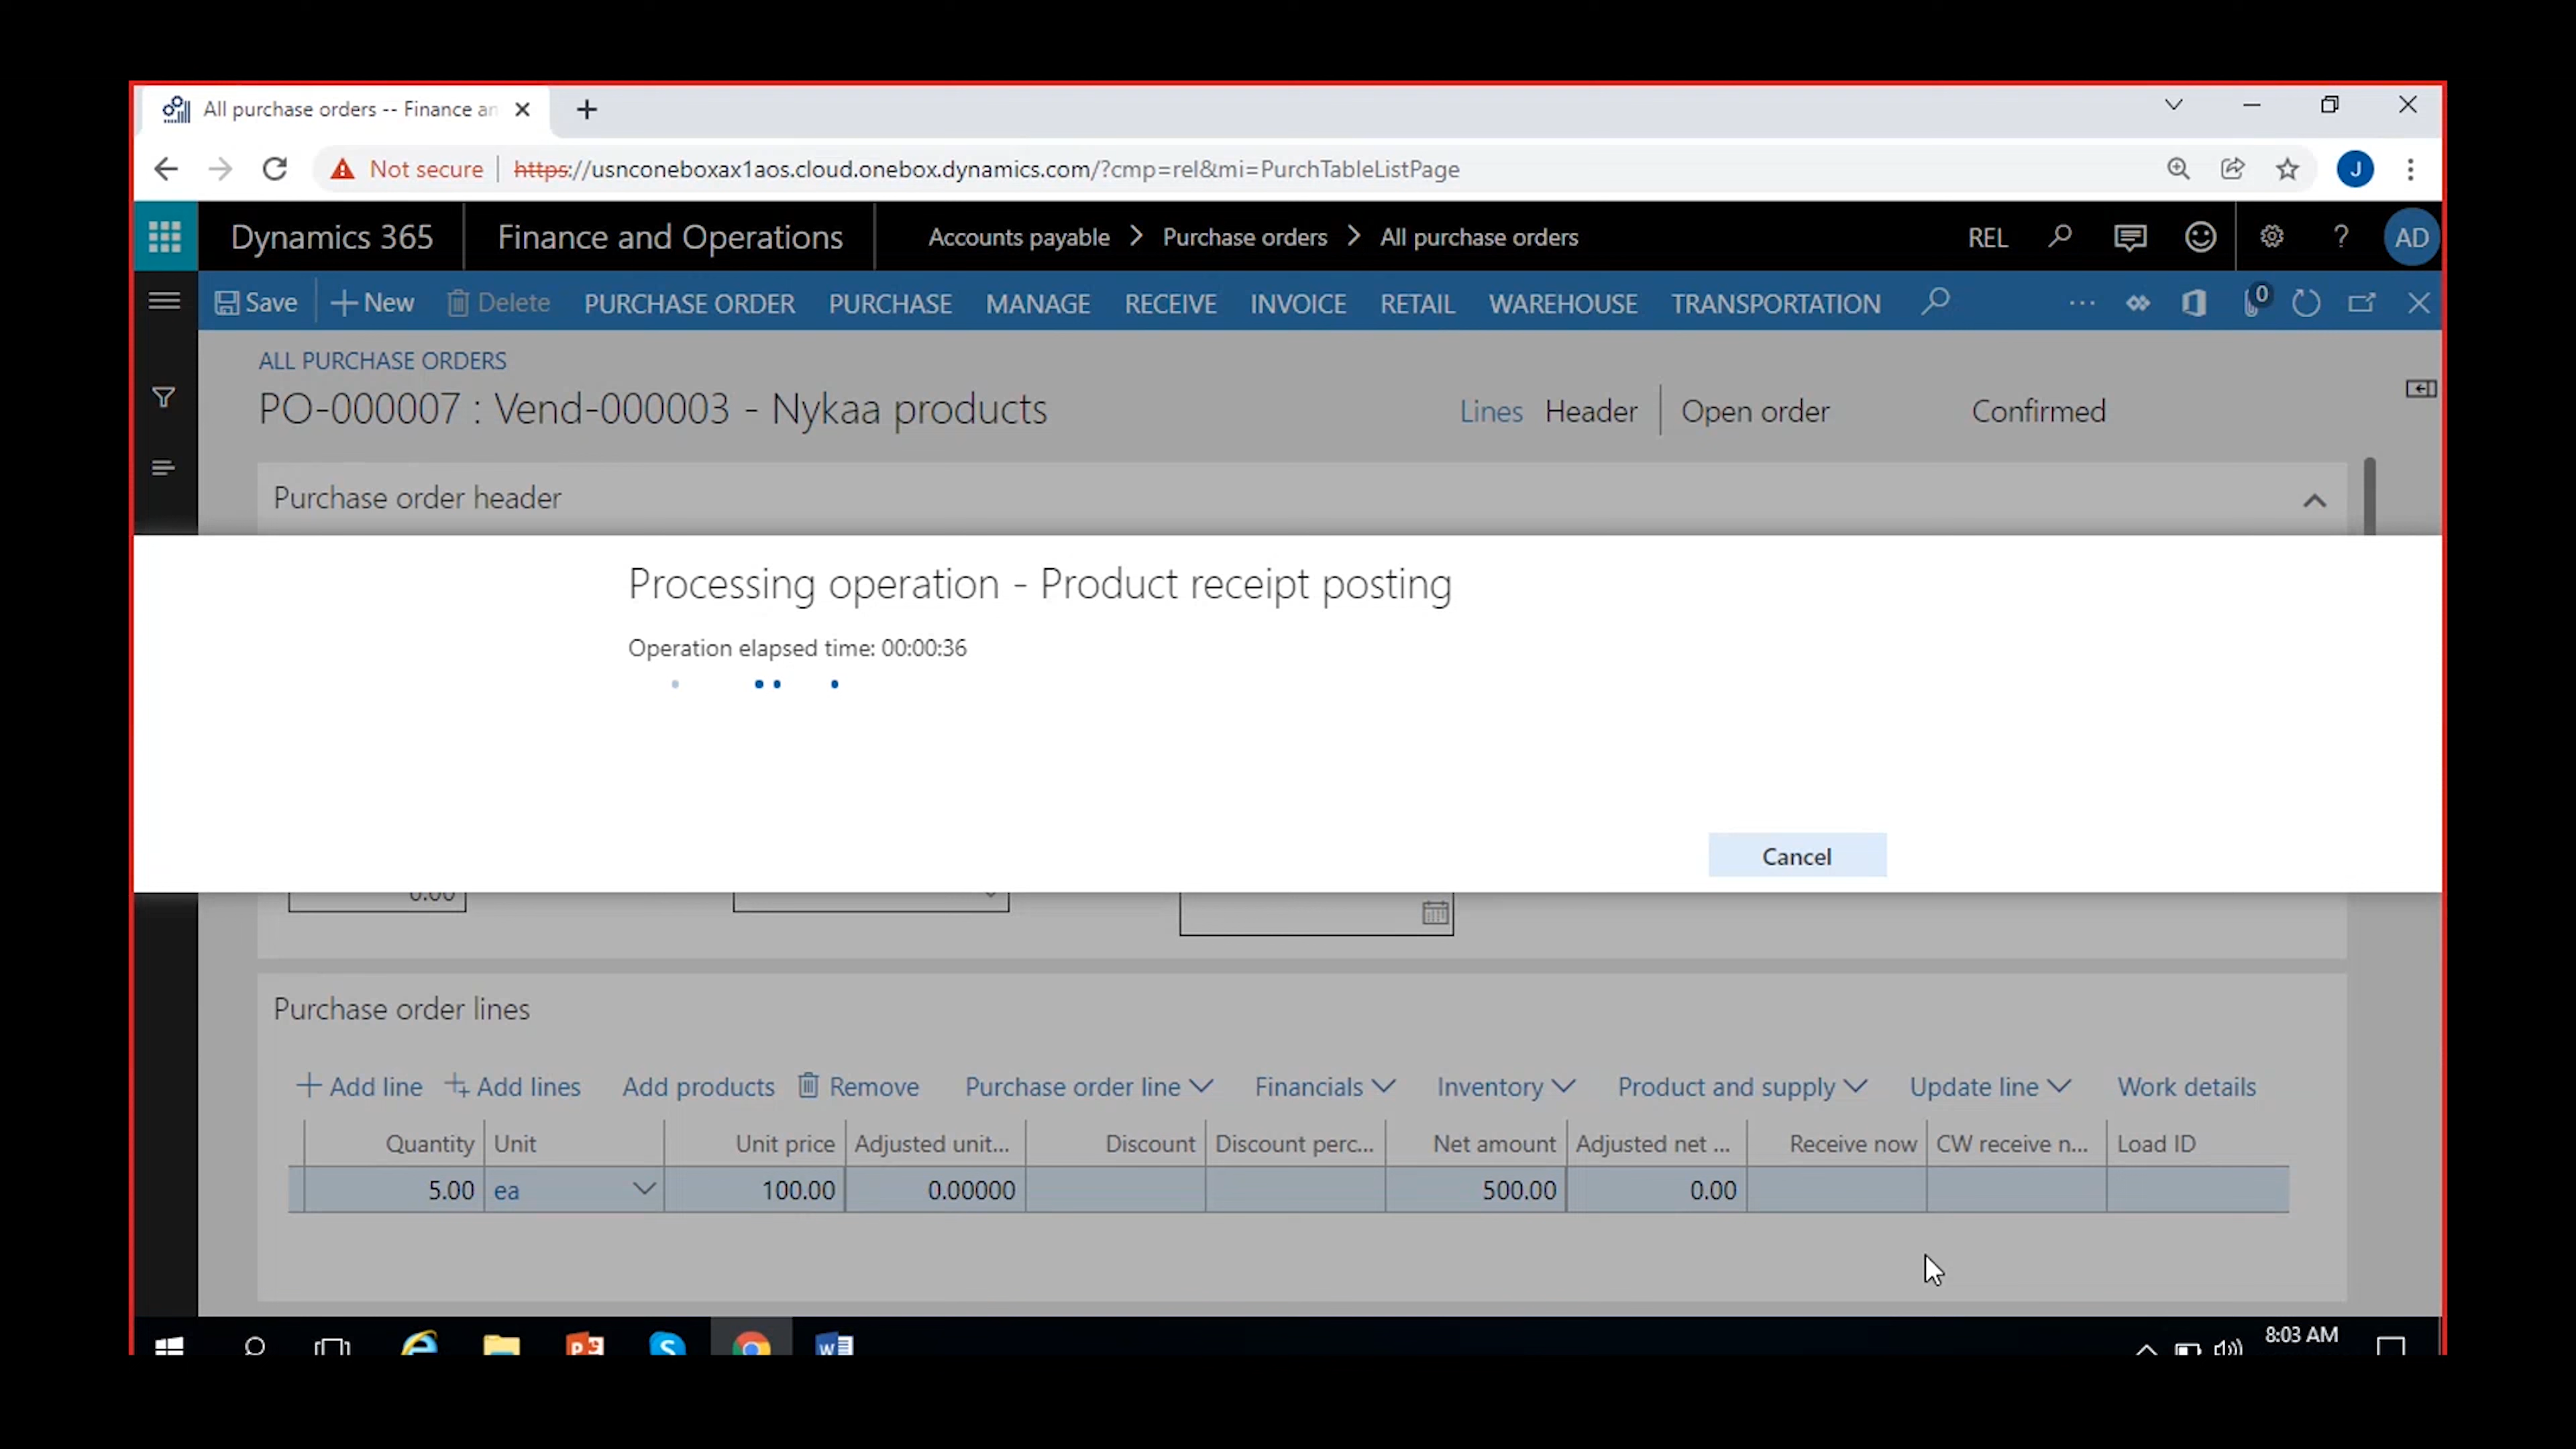 All purchase orders -- Finance an
Not secure https://usnconeboxax1aos.cloud.onebox.dynamics.com/?cmp=rel&mi=PurchTableListPage J
Dynamics 365 Finance and Operations Accounts payable > Purchase orders > All purchase orders REL ? AD
Save + New Delete PURCHASE ORDER PURCHASE MANAGE RECEIVE INVOICE RETAIL WAREHOUSE TRANSPORTATION ... 0
ALL PURCHASE ORDERS
PO-000007 : Vend-000003 - Nykaa products Lines Header Open order Confirmed
Purchase order header
Processing operation - Product receipt posting
Operation elapsed time: 00:00:36
Cancel
0.00
Purchase order lines
+ Add line Add lines Add products Remove Purchase order line Financials Inventory Product and supply Update line Work details
Quantity Unit Unit price Adjusted unit... Discount Discount perc... Net amount Adjusted net ... Receive now CW receive n... Load ID
5.00 ea 100.00 0.00000 500.00 0.00
8:03 AM